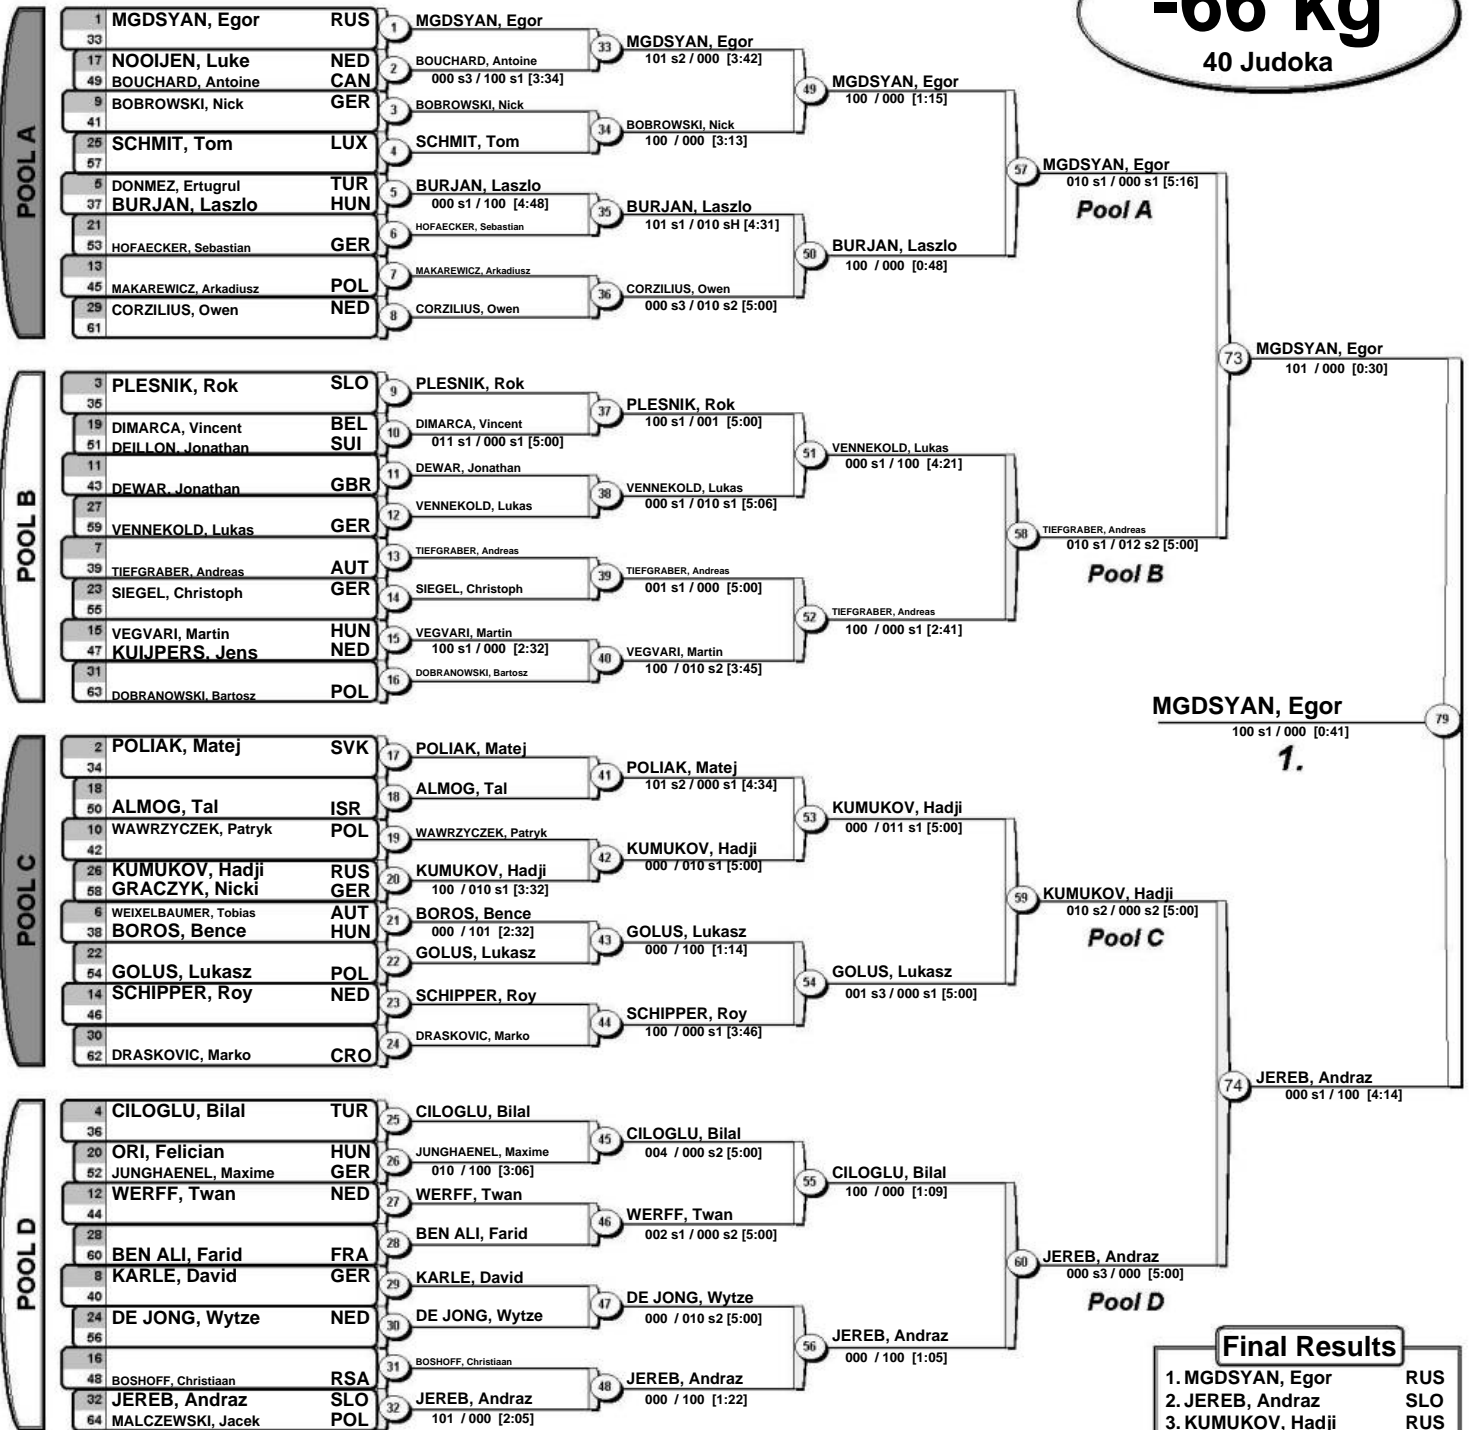 -66 kg
40 Judoka
POOL A
1 MGDSYAN, Egor RUS
33
17 NOOIJEN, Luke NED
49 BOUCHARD, Antoine CAN
9 BOBROWSKI, Nick GER
41
25 SCHMIT, Tom LUX
57
5 DONMEZ, Ertugrul TUR
37 BURJAN, Laszlo HUN
21
53 HOFAECKER, Sebastian GER
13
45 MAKAREWICZ, Arkadiusz POL
29 CORZILIUS, Owen NED
61
1 MGDSYAN, Egor
2 BOUCHARD, Antoine
000 s3 / 100 s1 [3:34]
3 BOBROWSKI, Nick
4 SCHMIT, Tom
5 BURJAN, Laszlo
000 s1 / 100 [4:48]
6 HOFAECKER, Sebastian
7 MAKAREWICZ, Arkadiusz
8 CORZILIUS, Owen
33 MGDSYAN, Egor
101 s2 / 000 [3:42]
34 BOBROWSKI, Nick
100 / 000 [3:13]
35 BURJAN, Laszlo
101 s1 / 010 sH [4:31]
36 CORZILIUS, Owen
000 s3 / 010 s2 [5:00]
49 MGDSYAN, Egor
100 / 000 [1:15]
50 BURJAN, Laszlo
100 / 000 [0:48]
57 MGDSYAN, Egor
010 s1 / 000 s1 [5:16]
Pool A
POOL B
3 PLESNIK, Rok SLO
35
19 DIMARCA, Vincent BEL
51 DEILLON, Jonathan SUI
11
43 DEWAR, Jonathan GBR
27
59 VENNEKOLD, Lukas GER
7
39 TIEFGRABER, Andreas AUT
23 SIEGEL, Christoph GER
55
15 VEGVARI, Martin HUN
47 KUIJPERS, Jens NED
31
63 DOBRANOWSKI, Bartosz POL
9 PLESNIK, Rok
10 DIMARCA, Vincent
011 s1 / 000 s1 [5:00]
11 DEWAR, Jonathan
12 VENNEKOLD, Lukas
13 TIEFGRABER, Andreas
14 SIEGEL, Christoph
15 VEGVARI, Martin
100 s1 / 000 [2:32]
16 DOBRANOWSKI, Bartosz
37 PLESNIK, Rok
100 s1 / 001 [5:00]
38 VENNEKOLD, Lukas
000 s1 / 010 s1 [5:06]
39 TIEFGRABER, Andreas
001 s1 / 000 [5:00]
40 VEGVARI, Martin
100 / 010 s2 [3:45]
51 VENNEKOLD, Lukas
000 s1 / 100 [4:21]
52 TIEFGRABER, Andreas
100 / 000 s1 [2:41]
58 TIEFGRABER, Andreas
010 s1 / 012 s2 [5:00]
Pool B
73 MGDSYAN, Egor
101 / 000 [0:30]
MGDSYAN, Egor 79
100 s1 / 000 [0:41]
1.
POOL C
2 POLIAK, Matej SVK
34
18
50 ALMOG, Tal ISR
10 WAWRZYCZEK, Patryk POL
42
26 KUMUKOV, Hadji RUS
58 GRACZYK, Nicki GER
6 WEIXELBAUMER, Tobias AUT
38 BOROS, Bence HUN
22
54 GOLUS, Lukasz POL
14 SCHIPPER, Roy NED
46
30
62 DRASKOVIC, Marko CRO
17 POLIAK, Matej
18 ALMOG, Tal
19 WAWRZYCZEK, Patryk
20 KUMUKOV, Hadji
100 / 010 s1 [3:32]
21 BOROS, Bence
000 / 101 [2:32]
22 GOLUS, Lukasz
23 SCHIPPER, Roy
24 DRASKOVIC, Marko
41 POLIAK, Matej
101 s2 / 000 s1 [4:34]
42 KUMUKOV, Hadji
000 / 010 s1 [5:00]
43 GOLUS, Lukasz
000 / 100 [1:14]
44 SCHIPPER, Roy
100 / 000 s1 [3:46]
53 KUMUKOV, Hadji
000 / 011 s1 [5:00]
54 GOLUS, Lukasz
001 s3 / 000 s1 [5:00]
59 KUMUKOV, Hadji
010 s2 / 000 s2 [5:00]
Pool C
POOL D
4 CILOGLU, Bilal TUR
36
20 ORI, Felician HUN
52 JUNGHAENEL, Maxime GER
12 WERFF, Twan NED
44
28
60 BEN ALI, Farid FRA
8 KARLE, David GER
40
24 DE JONG, Wytze NED
56
16
48 BOSHOFF, Christiaan RSA
32 JEREB, Andraz SLO
64 MALCZEWSKI, Jacek POL
25 CILOGLU, Bilal
26 JUNGHAENEL, Maxime
010 / 100 [3:06]
27 WERFF, Twan
28 BEN ALI, Farid
29 KARLE, David
30 DE JONG, Wytze
31 BOSHOFF, Christiaan
32 JEREB, Andraz
101 / 000 [2:05]
45 CILOGLU, Bilal
004 / 000 s2 [5:00]
46 WERFF, Twan
002 s1 / 000 s2 [5:00]
47 DE JONG, Wytze
000 / 010 s2 [5:00]
48 JEREB, Andraz
000 / 100 [1:22]
55 CILOGLU, Bilal
100 / 000 [1:09]
56 JEREB, Andraz
000 / 100 [1:05]
60 JEREB, Andraz
000 s3 / 000 [5:00]
Pool D
74 JEREB, Andraz
000 s1 / 100 [4:14]
Final Results
1. MGDSYAN, Egor RUS
2. JEREB, Andraz SLO
3. KUMUKOV, Hadji RUS